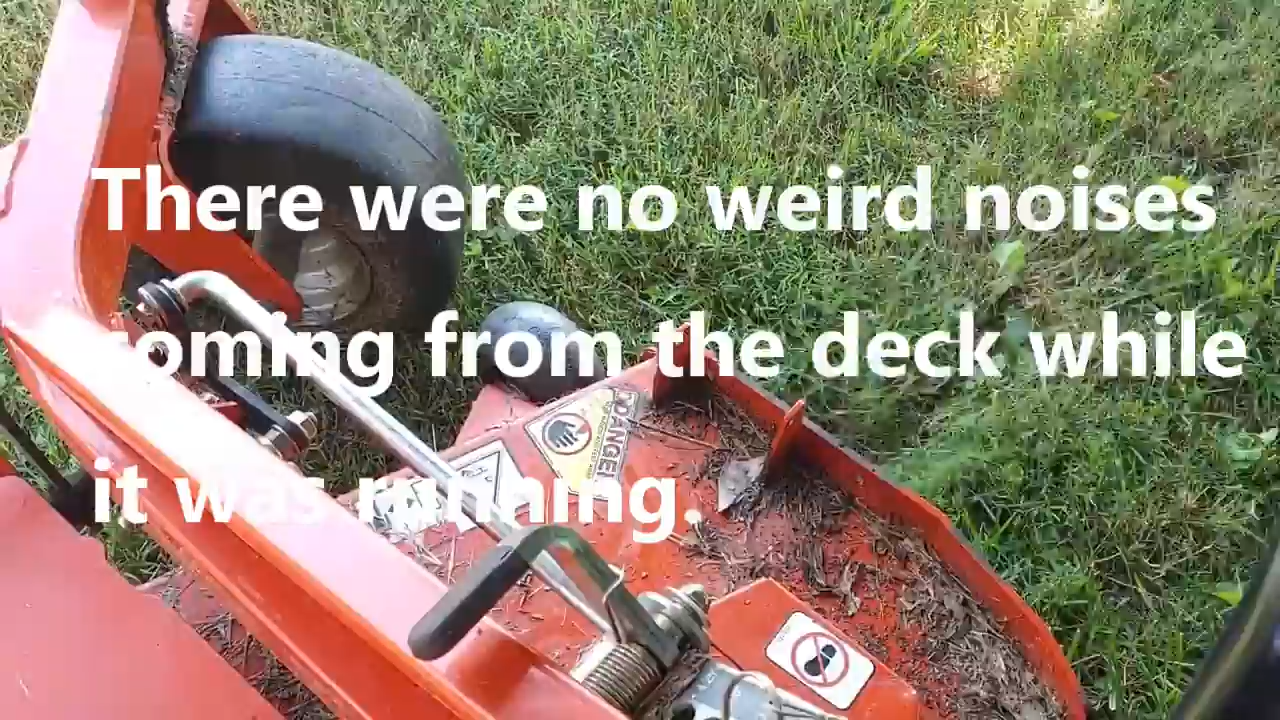 There were no weird noises
coming from the deck while
it was running.
DANGER